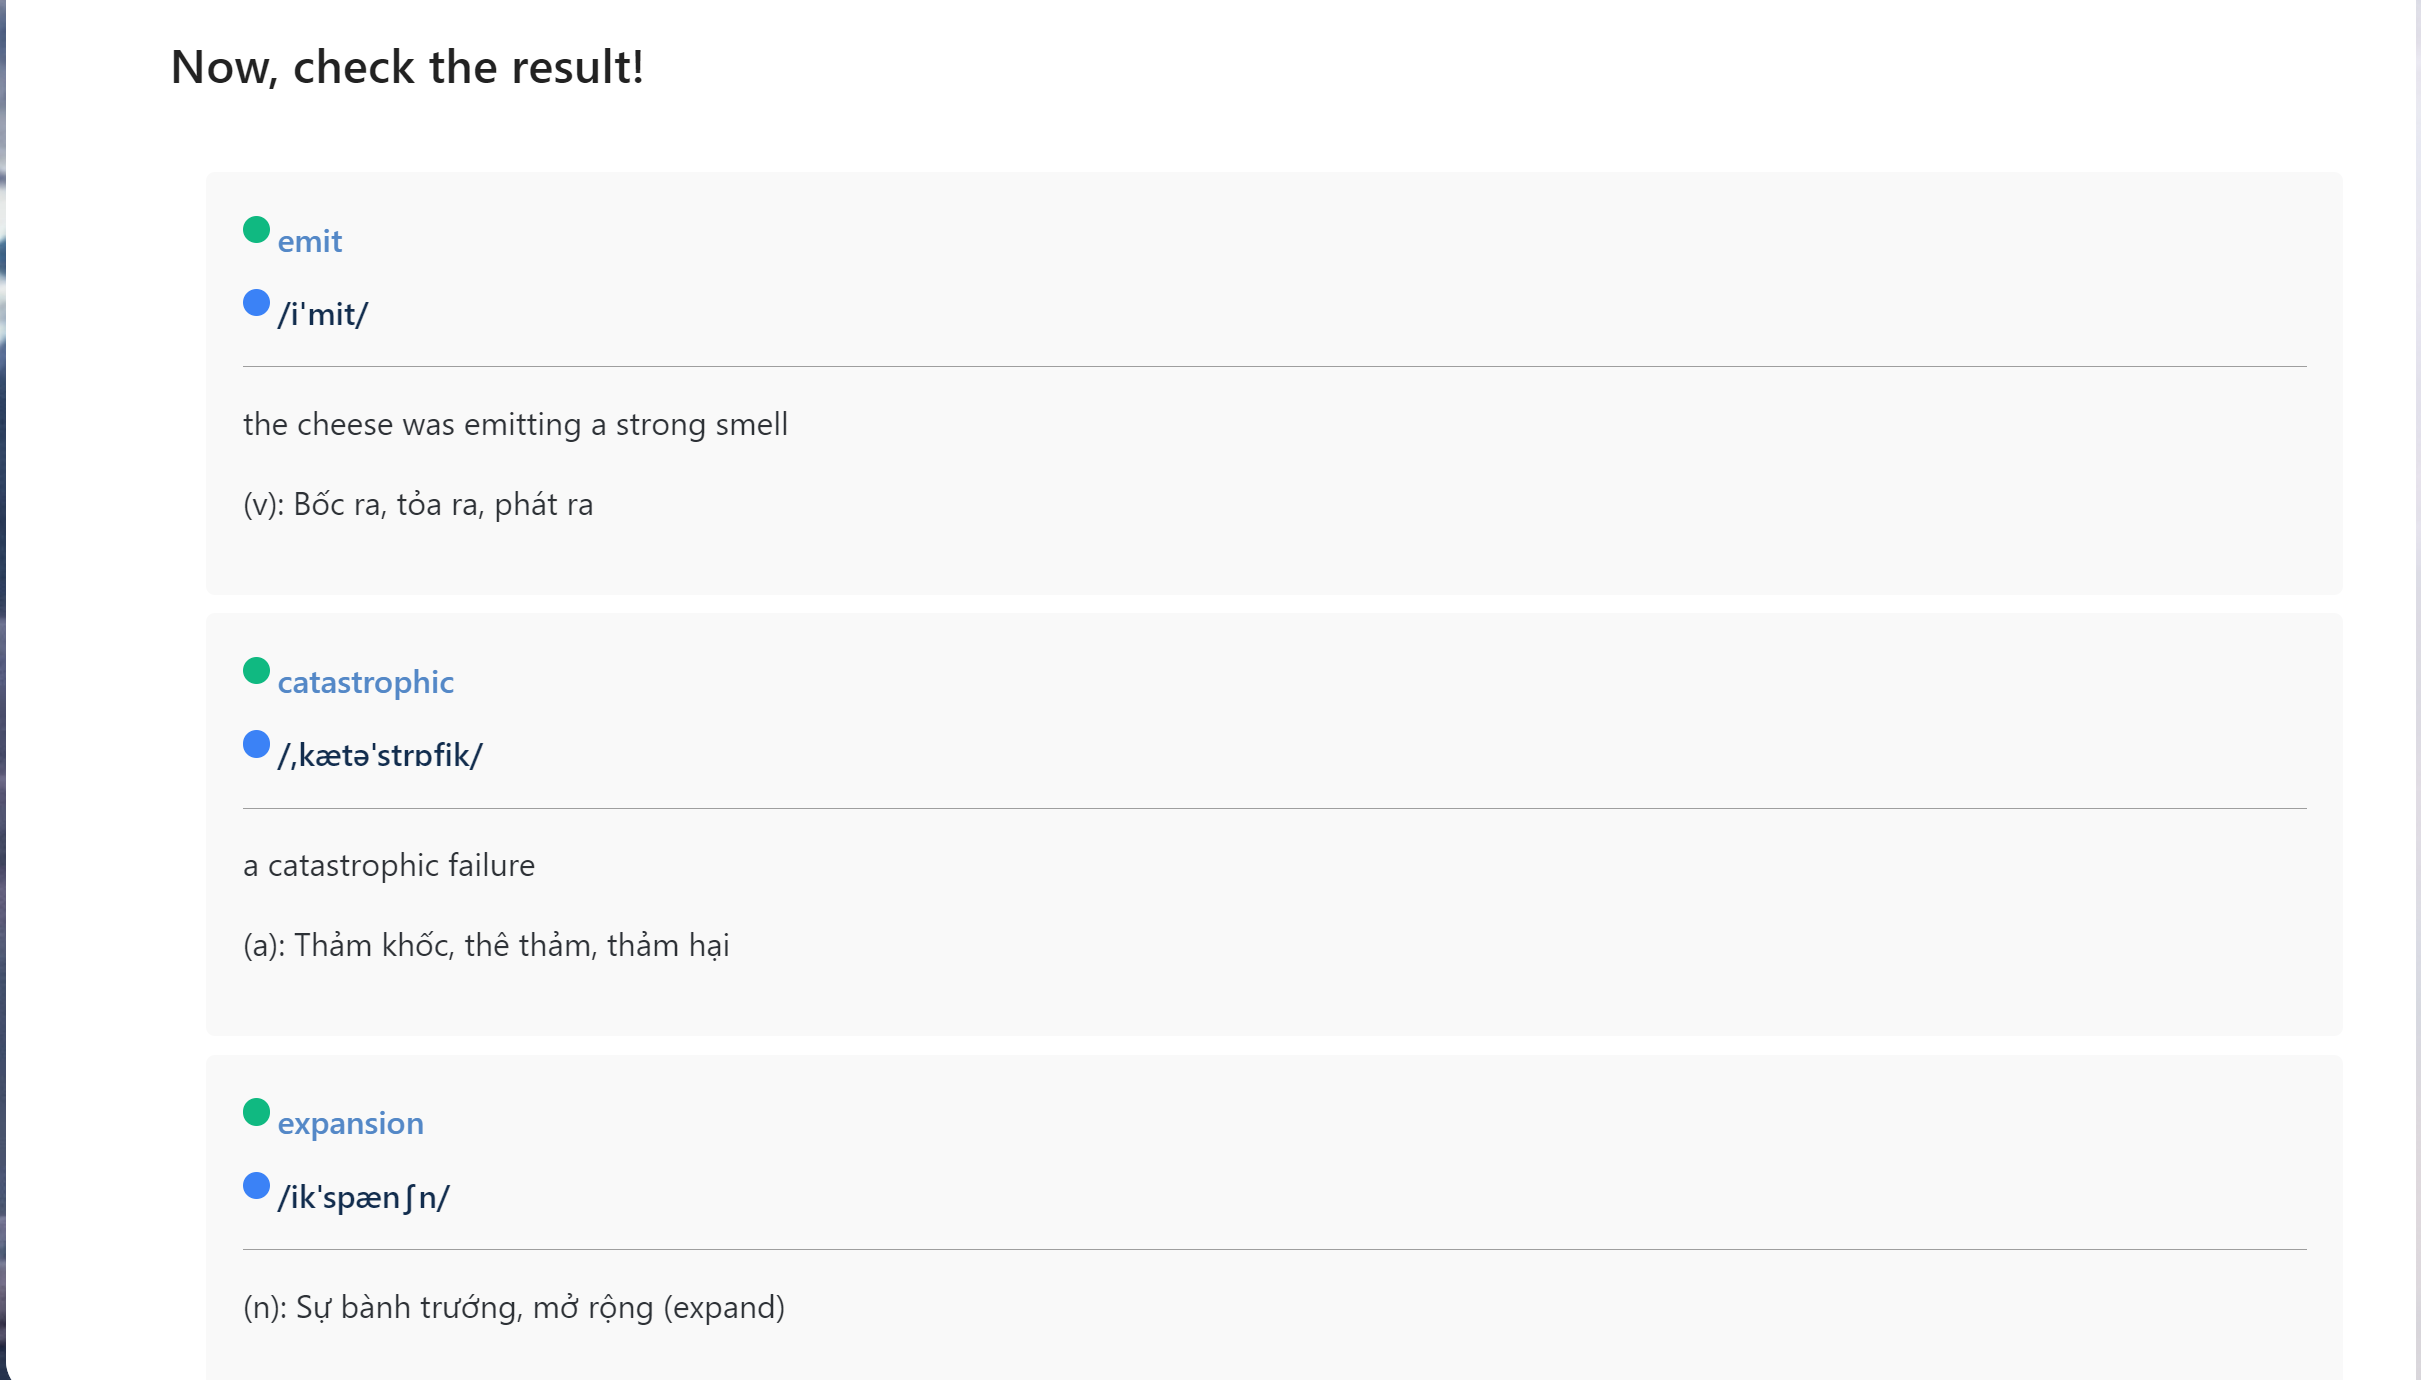 Now, check the result!
emit
/i'mit/
the cheese was emitting a strong smell
(v): Bốc ra, tỏa ra, phát ra
catastrophic
/,kætə'strɒfik/
a catastrophic failure
(a): Thảm khốc, thê thảm, thảm hại
expansion
/ik'spæn∫n/
(n): Sự bành trướng, mở rộng (expand)